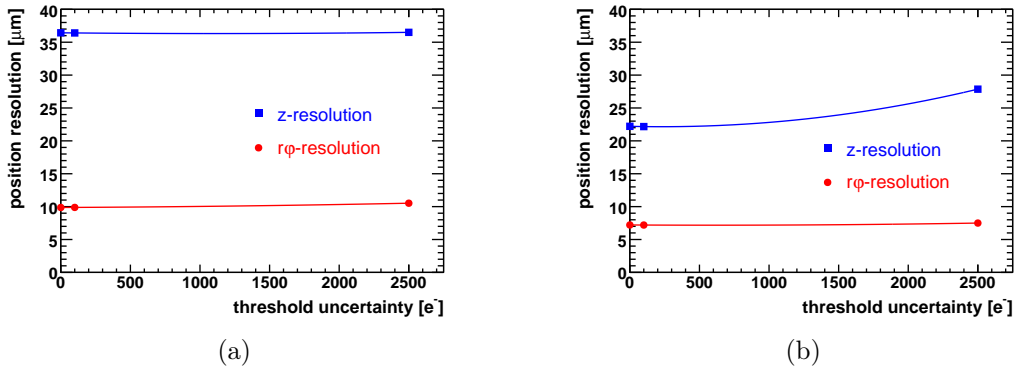 position resolution [μm]
40
35
30
25
20
15
10
5
0
z-resolution
rφ-resolution
0 500 1000 1500 2000 2500
threshold uncertainty [e⁻]
(a)
position resolution [μm]
40
35
30
25
20
15
10
5
0
z-resolution
rφ-resolution
0 500 1000 1500 2000 2500
threshold uncertainty [e⁻]
(b)